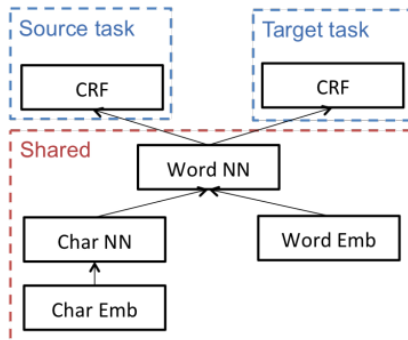 Source task
Target task
CRF
CRF
Shared
Word NN
Char NN
Word Emb
Char Emb